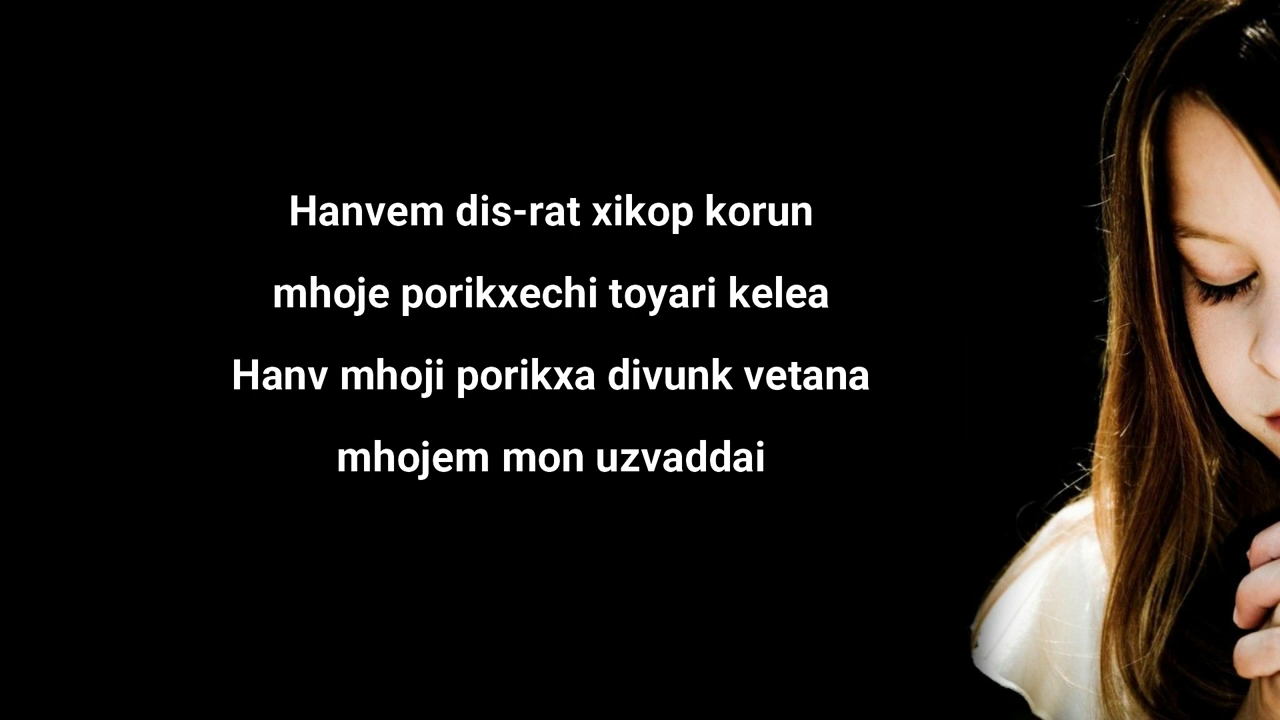 Hanvem dis-rat xikop korun
mhoje porikxechi toyari kelea
Hanv mhoji porikxa divunk vetana
mhojem mon uzvaddai